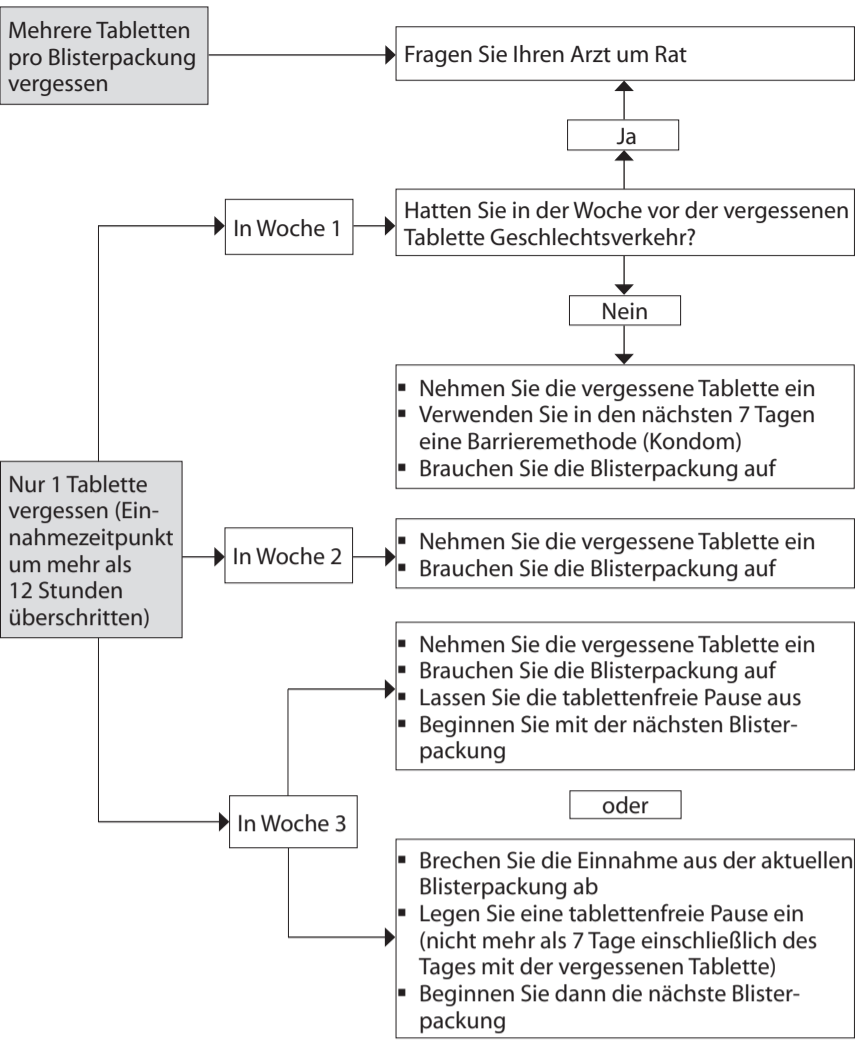 Mehrere Tabletten
pro Blisterpackung
vergessen
Fragen Sie Ihren Arzt um Rat
Ja
In Woche 1
Hatten Sie in der Woche vor der vergessenen
Tablette Geschlechtsverkehr?
Nein
▪ Nehmen Sie die vergessene Tablette ein
▪ Verwenden Sie in den nächsten 7 Tagen
eine Barrieremethode (Kondom)
▪ Brauchen Sie die Blisterpackung auf
Nur 1 Tablette
vergessen (Ein-
nahmezeitpunkt
um mehr als
12 Stunden
überschritten)
In Woche 2
▪ Nehmen Sie die vergessene Tablette ein
▪ Brauchen Sie die Blisterpackung auf
▪ Nehmen Sie die vergessene Tablette ein
▪ Brauchen Sie die Blisterpackung auf
▪ Lassen Sie die tablettenfreie Pause aus
▪ Beginnen Sie mit der nächsten Blister-
packung
In Woche 3
oder
▪ Brechen Sie die Einnahme aus der aktuellen
Blisterpackung ab
▪ Legen Sie eine tablettenfreie Pause ein
(nicht mehr als 7 Tage einschließlich des
Tages mit der vergessenen Tablette)
▪ Beginnen Sie dann die nächste Blister-
packung